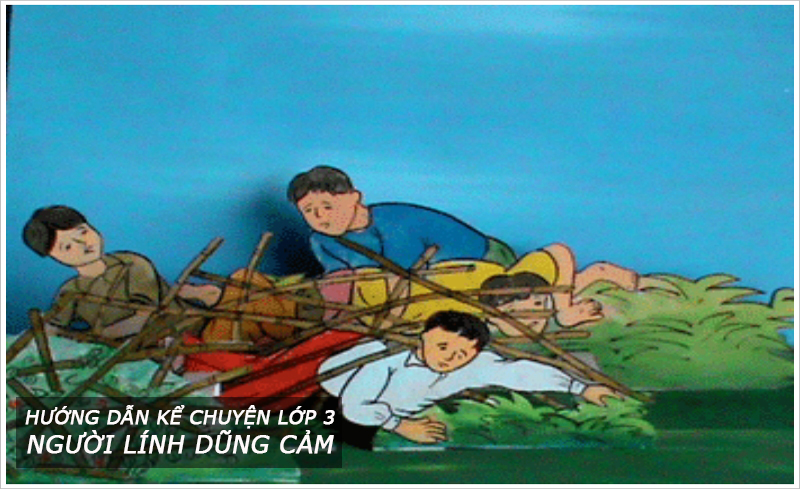 HƯỚNG DẪN KỂ CHUYỆN LỚP 3
NGƯỜI LÍNH DŨNG CẢM